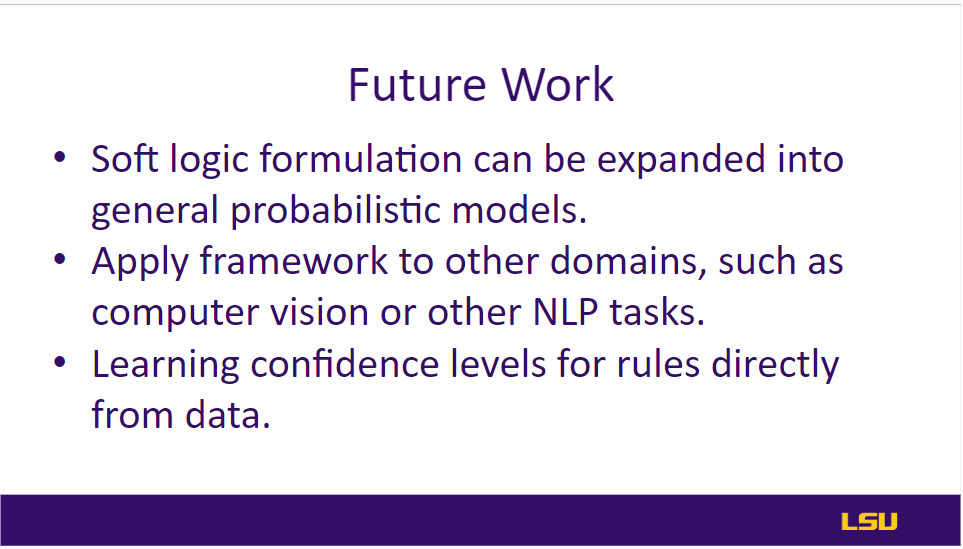 Future Work
• Soft logic formulation can be expanded into
general probabilistic models.
• Apply framework to other domains, such as
computer vision or other NLP tasks.
• Learning confidence levels for rules directly
from data.
LSU